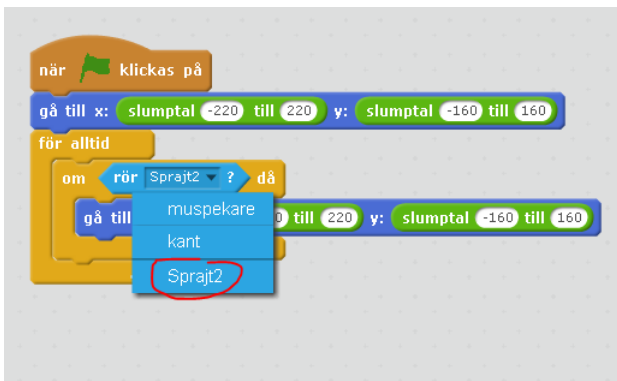 när klickas på
gå till x: slumptal -220 till 220 y: slumptal -160 till 160
för alltid
om rör Sprajt2 ? då
gå till till 220 y: slumptal -160 till 160
muspekare
kant
Sprajt2